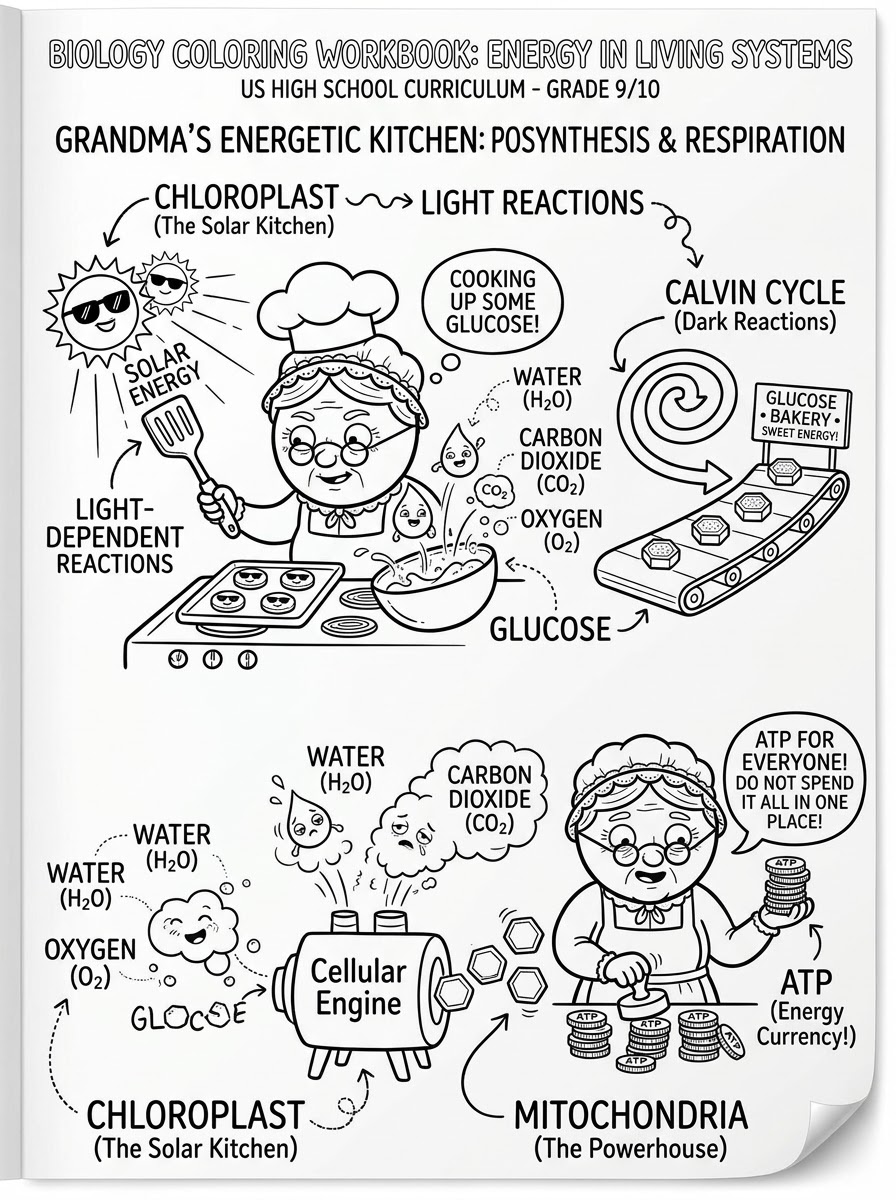 BIOLOGY COLORING WORKBOOK: ENERGY IN LIVING SYSTEMS
US HIGH SCHOOL CURRICULUM - GRADE 9/10
GRANDMA'S ENERGETIC KITCHEN: POSYNTHESIS & RESPIRATION
CHLOROPLAST
(The Solar Kitchen)
LIGHT REACTIONS
CALVIN CYCLE
(Dark Reactions)
SOLAR
ENERGY
COOKING
UP SOME
GLUCOSE!
WATER
(H₂O)
CARBON
DIOXIDE
(CO₂)
CO₂
OXYGEN
(O₂)
GLUCOSE
• BAKERY •
SWEET ENERGY!
LIGHT-
DEPENDENT
REACTIONS
GLUCOSE
WATER
(H₂O)
CARBON
DIOXIDE
(CO₂)
ATP FOR
EVERYONE!
DO NOT SPEND
IT ALL IN ONE
PLACE!
WATER
(H₂O)
WATER
(H₂O)
OXYGEN
(O₂)
GLOCSE
Cellular
Engine
ATP
ATP
ATP
ATP
ATP
ATP
ATP
(Energy
Currency!)
CHLOROPLAST
(The Solar Kitchen)
MITOCHONDRIA
(The Powerhouse)